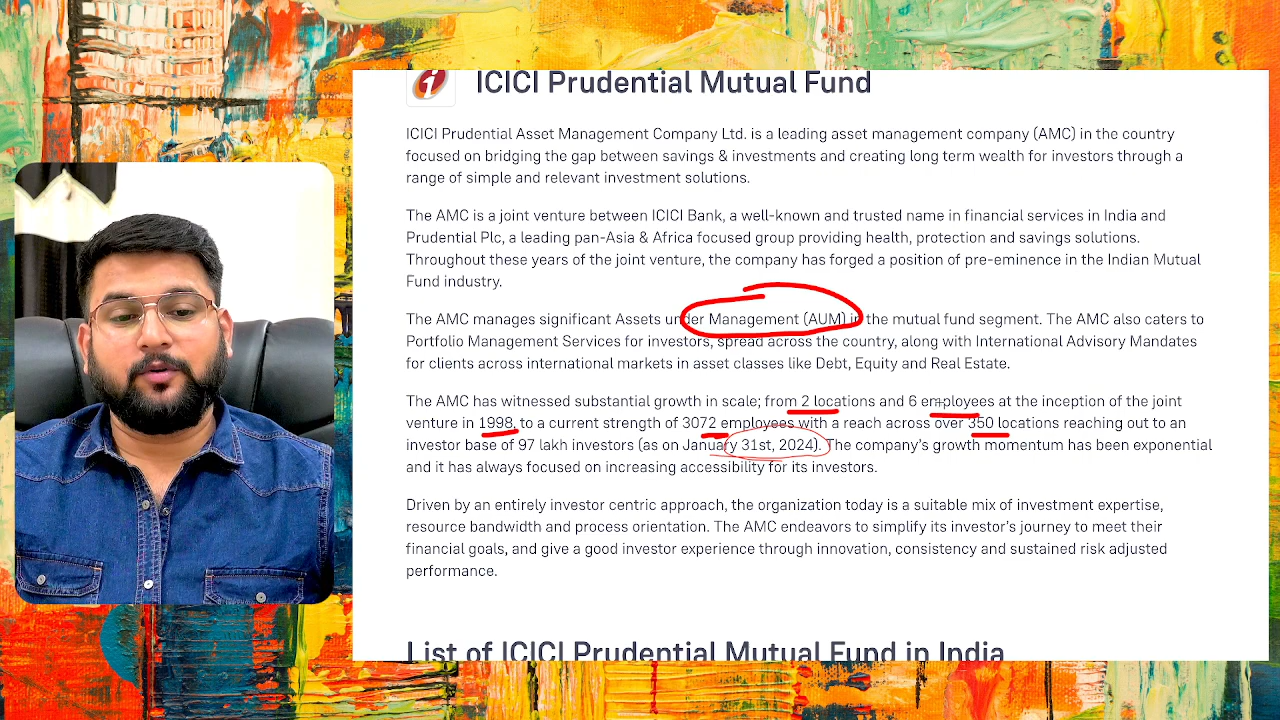 ICICI Prudential Mutual Fund
ICICI Prudential Asset Management Company Ltd. is a leading asset management company (AMC) in the country
focused on bridging the gap between savings & investments and creating long term wealth for investors through a
range of simple and relevant investment solutions.
The AMC is a joint venture between ICICI Bank, a well-known and trusted name in financial services in India and
Prudential Plc, a leading pan-Asia & Africa focused group providing health, protection and savings solutions.
Throughout these years of the joint venture, the company has forged a position of pre-eminence in the Indian Mutual
Fund industry.
The AMC manages significant Assets under Management (AUM) in the mutual fund segment. The AMC also caters to
Portfolio Management Services for investors, spread across the country, along with International Advisory Mandates
for clients across international markets in asset classes like Debt, Equity and Real Estate.
The AMC has witnessed substantial growth in scale; from 2 locations and 6 employees at the inception of the joint
venture in 1998, to a current strength of 3072 employees with a reach across over 350 locations reaching out to an
investor base of 97 lakh investors (as on January 31st, 2024). The company's growth momentum has been exponential
and it has always focused on increasing accessibility for its investors.
Driven by an entirely investor centric approach, the organization today is a suitable mix of investment expertise,
resource bandwidth and process orientation. The AMC endeavors to simplify its investor's journey to meet their
financial goals, and give a good investor experience through innovation, consistency and sustained risk adjusted
performance.
List of ICICI Prudential Mutual Fund in India